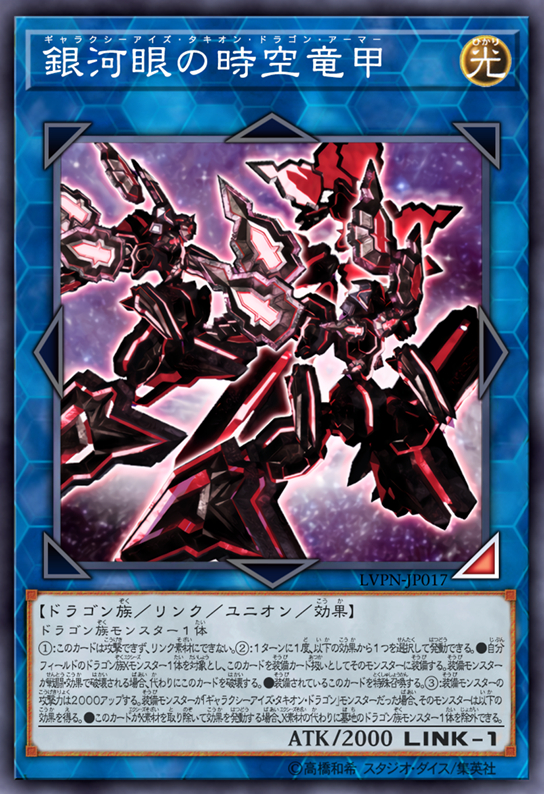 ギャラクシーアイズ・タキオン・ドラゴン・アーマー
銀河眼の時空竜甲
ひかり
光
LVPN-JP017
【ドラゴン族／リンク／ユニオン／効果】
ドラゴン族モンスター１体
①:このカードは攻撃できず、リンク素材にできない。②:１ターンに１度、以下の効果から１つを選択して発動できる。●自分
フィールドのドラゴン族Xモンスター１体を対象とし、このカードを装備カード扱いとしてそのモンスターに装備する。装備モンスター
が戦闘・効果で破壊される場合、代わりにこのカードを破壊する。●装備されているこのカードを特殊召喚する。③:装備モンスターの
攻撃力は2000アップする。装備モンスターが「ギャラクシーアイズ・タキオン・ドラゴン」モンスターだった場合、そのモンスターは以下の
効果を得る。●このカードがX素材を取り除いて効果を発動する場合、X素材の代わりに墓地のドラゴン族モンスター１体を除外できる。
ATK/2000 LINK-1
©高橋和希 スタジオ・ダイス/集英社